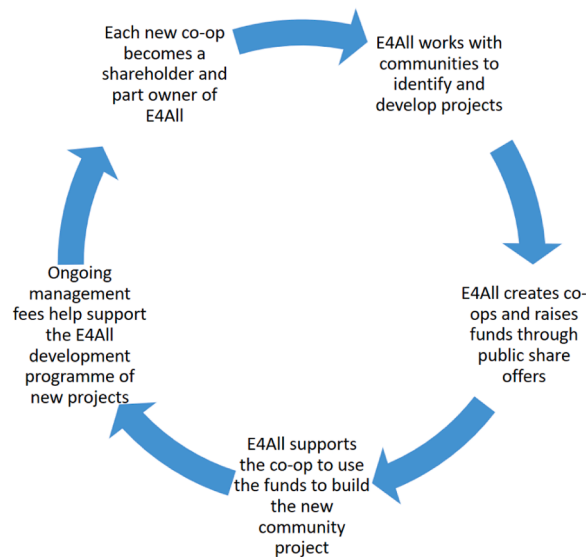 Each new co-op
becomes a
shareholder and
part owner of
E4All
E4All works with
communities to
identify and
develop projects
E4All creates co-
ops and raises
funds through
public share
offers
E4All supports
the co-op to use
the funds to build
the new
community
project
Ongoing
management
fees help support
the E4All
development
programme of
new projects